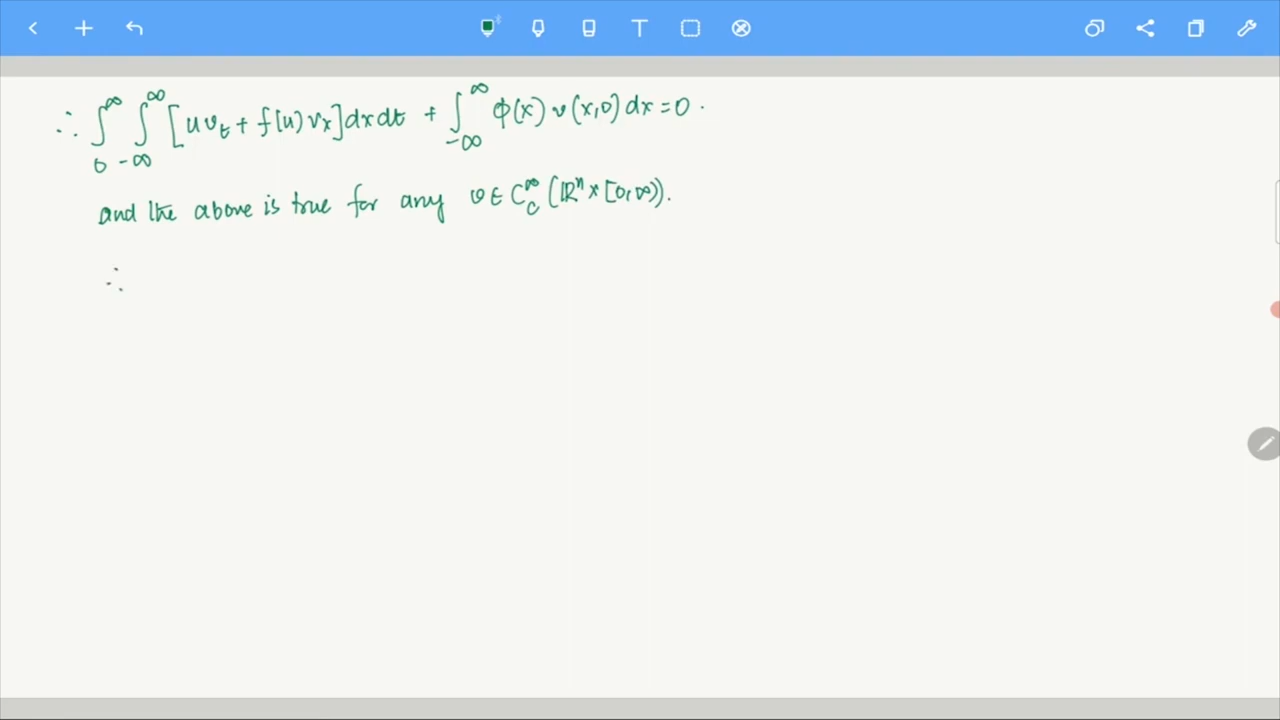 ∴ ∫₀^∞ ∫_{-∞}^∞ [u v_t + f(u) v_x] dx dt + ∫_{-∞}^∞ φ(x) v(x,0) dx = 0.
and the above is true for any v ∈ C_c^∞ (ℝⁿ × [0,∞)).
∴